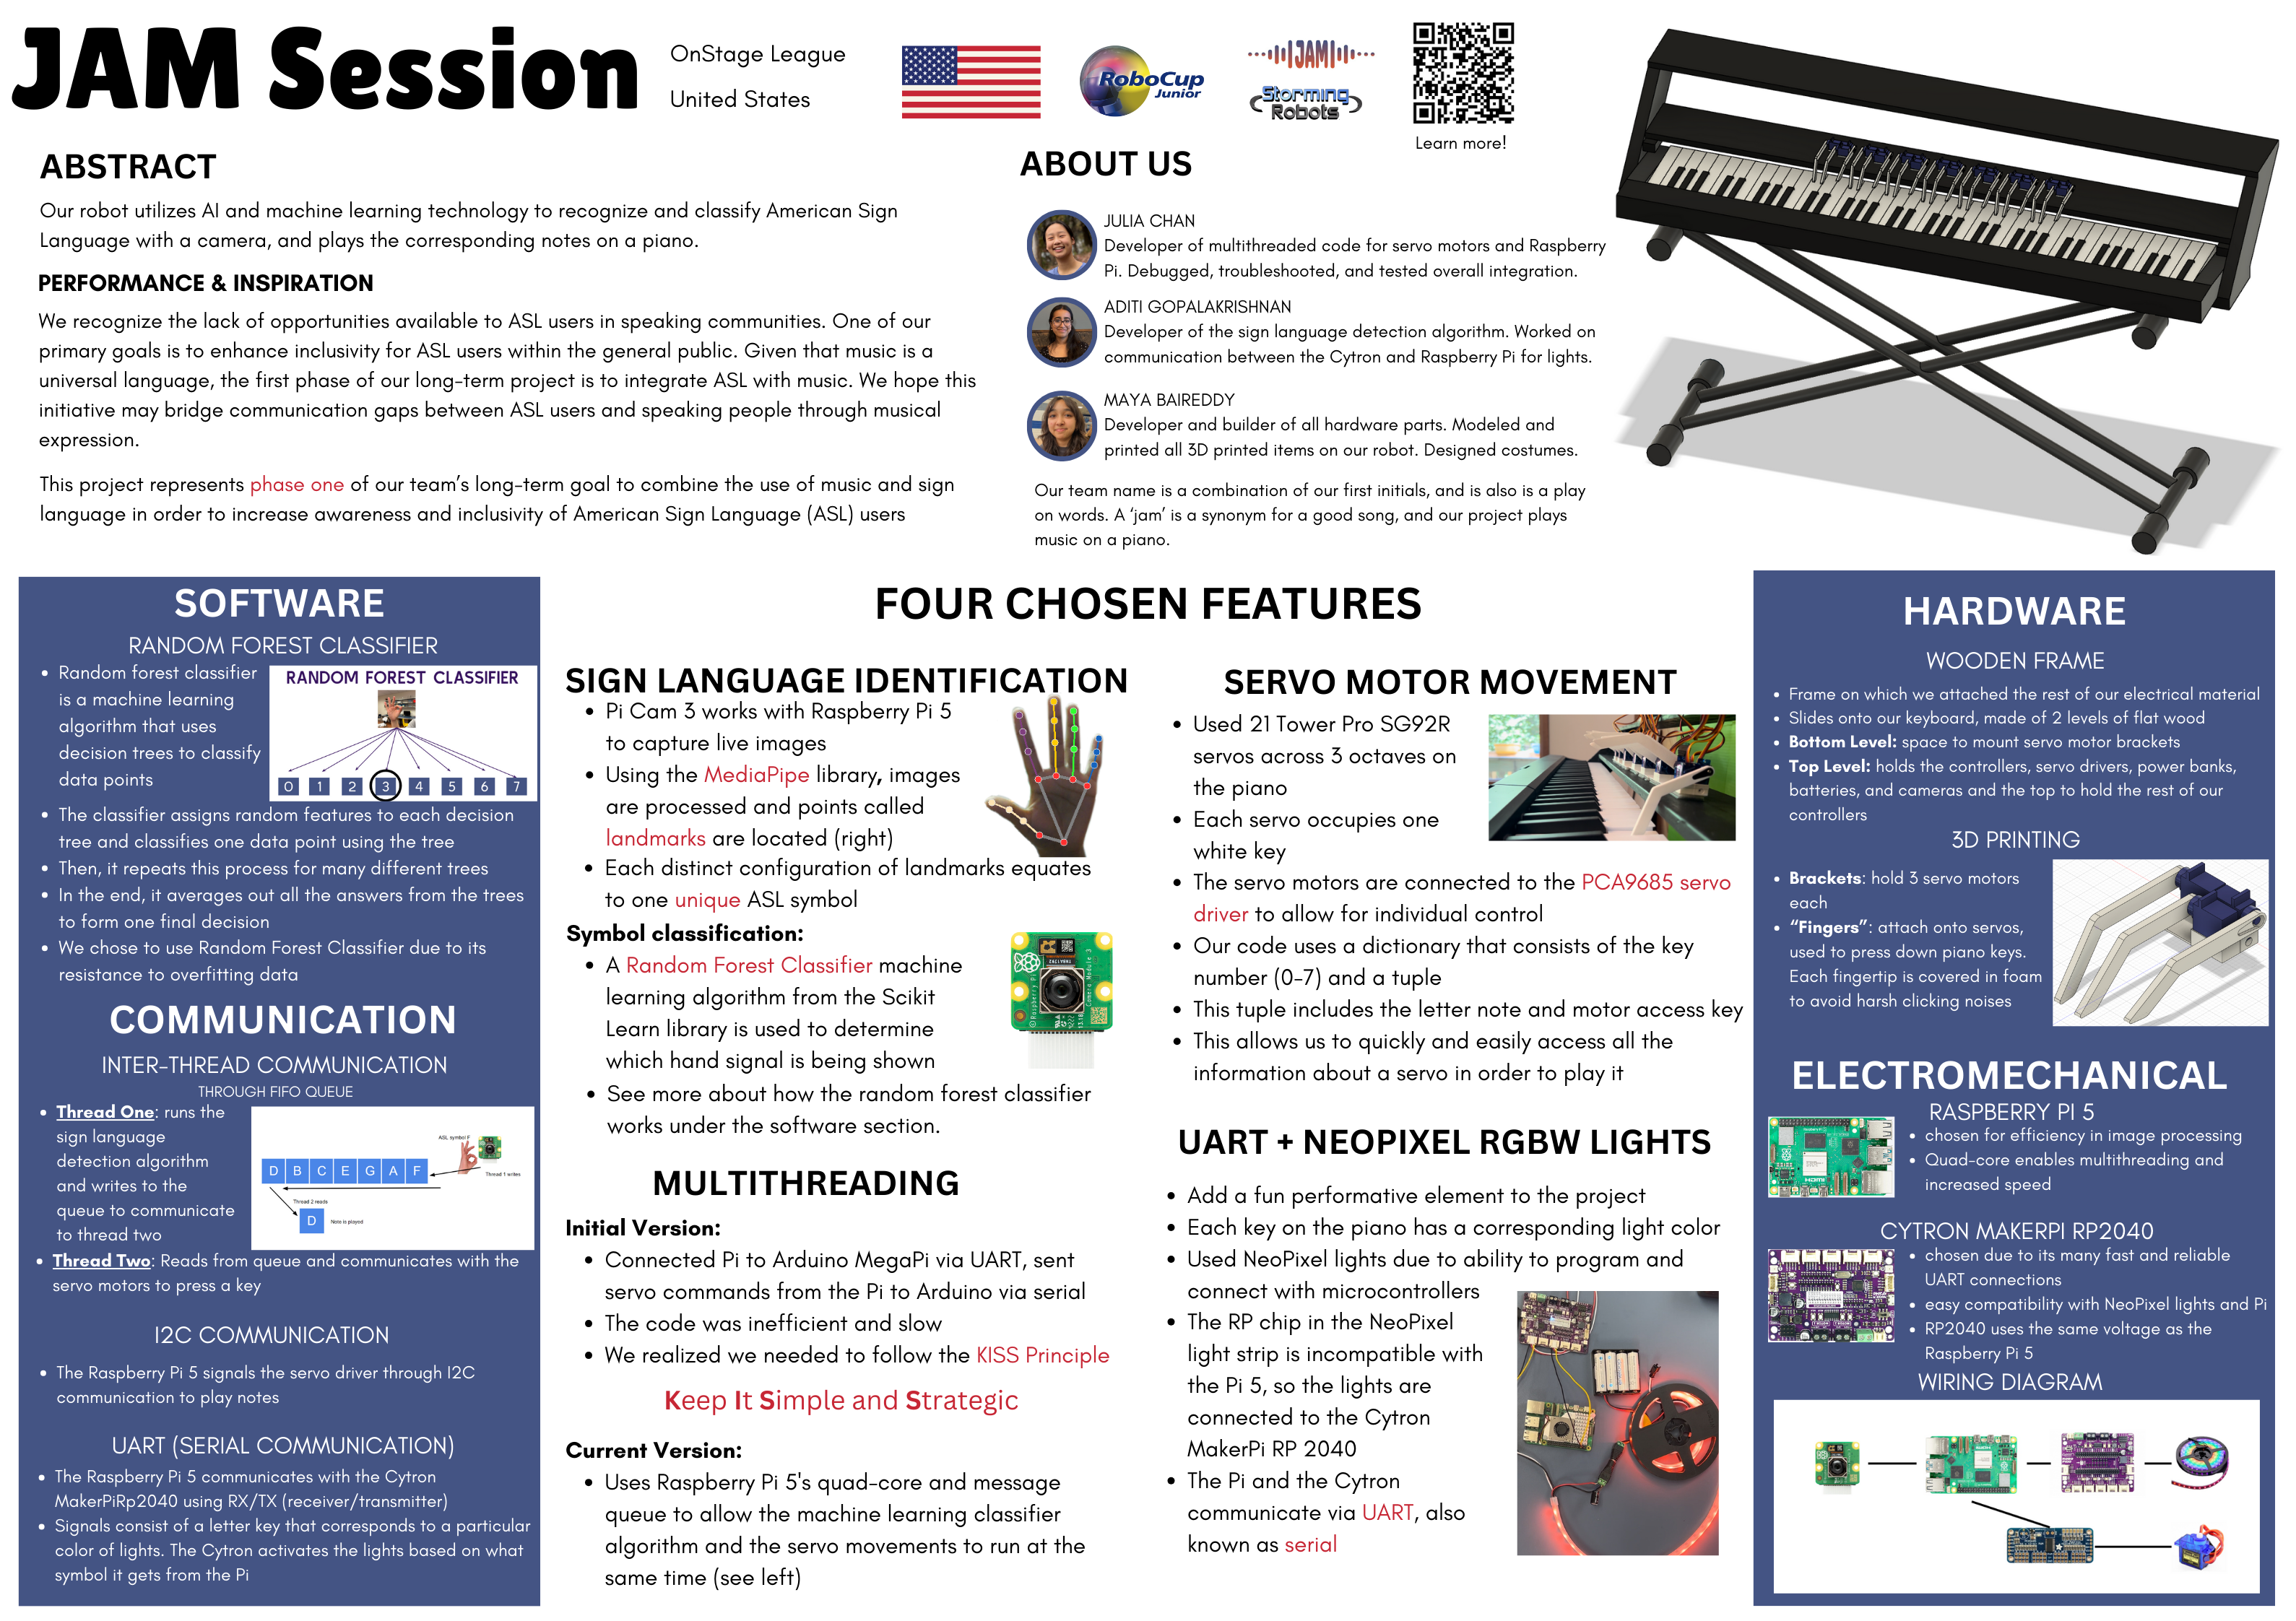 JAM Session
OnStage League
United States
RoboCup
Junior
JAM
Storming
Robots
Learn more!
ABSTRACT
Our robot utilizes AI and machine learning technology to recognize and classify American Sign
Language with a camera, and plays the corresponding notes on a piano.
PERFORMANCE & INSPIRATION
We recognize the lack of opportunities available to ASL users in speaking communities. One of our
primary goals is to enhance inclusivity for ASL users within the general public. Given that music is a
universal language, the first phase of our long-term project is to integrate ASL with music. We hope this
initiative may bridge communication gaps between ASL users and speaking people through musical
expression.
This project represents phase one of our team's long-term goal to combine the use of music and sign
language in order to increase awareness and inclusivity of American Sign Language (ASL) users
ABOUT US
JULIA CHAN
Developer of multithreaded code for servo motors and Raspberry
Pi. Debugged, troubleshooted, and tested overall integration.
ADITI GOPALAKRISHNAN
Developer of the sign language detection algorithm. Worked on
communication between the Cytron and Raspberry Pi for lights.
MAYA BAIREDDY
Developer and builder of all hardware parts. Modeled and
printed all 3D printed items on our robot. Designed costumes.
Our team name is a combination of our first initials, and is also is a play
on words. A 'jam' is a synonym for a good song, and our project plays
music on a piano.
SOFTWARE
RANDOM FOREST CLASSIFIER
• Random forest classifier
is a machine learning
algorithm that uses
decision trees to classify
data points
RANDOM FOREST CLASSIFIER
0 1 2 3 4 5 6 7
• The classifier assigns random features to each decision
tree and classifies one data point using the tree
• Then, it repeats this process for many different trees
• In the end, it averages out all the answers from the trees
to form one final decision
• We chose to use Random Forest Classifier due to its
resistance to overfitting data
COMMUNICATION
INTER-THREAD COMMUNICATION
THROUGH FIFO QUEUE
• Thread One: runs the
sign language
detection algorithm
and writes to the
queue to communicate
to thread two
ASL symbol F
D B C E G A F
Thread 1 writes
Thread 2 reads
D
Note is played
• Thread Two: Reads from queue and communicates with the
servo motors to press a key
I2C COMMUNICATION
• The Raspberry Pi 5 signals the servo driver through I2C
communication to play notes
UART (SERIAL COMMUNICATION)
• The Raspberry Pi 5 communicates with the Cytron
MakerPiRp2040 using RX/TX (receiver/transmitter)
• Signals consist of a letter key that corresponds to a particular
color of lights. The Cytron activates the lights based on what
symbol it gets from the Pi
FOUR CHOSEN FEATURES
SIGN LANGUAGE IDENTIFICATION
• Pi Cam 3 works with Raspberry Pi 5
to capture live images
• Using the MediaPipe library, images
are processed and points called
landmarks are located (right)
• Each distinct configuration of landmarks equates
to one unique ASL symbol
Symbol classification:
• A Random Forest Classifier machine
learning algorithm from the Scikit
Learn library is used to determine
which hand signal is being shown
• See more about how the random forest classifier
works under the software section.
MULTITHREADING
Initial Version:
• Connected Pi to Arduino MegaPi via UART, sent
servo commands from the Pi to Arduino via serial
• The code was inefficient and slow
• We realized we needed to follow the KISS Principle
Keep It Simple and Strategic
Current Version:
• Uses Raspberry Pi 5's quad-core and message
queue to allow the machine learning classifier
algorithm and the servo movements to run at the
same time (see left)
SERVO MOTOR MOVEMENT
• Used 21 Tower Pro SG92R
servos across 3 octaves on
the piano
• Each servo occupies one
white key
• The servo motors are connected to the PCA9685 servo
driver to allow for individual control
• Our code uses a dictionary that consists of the key
number (0-7) and a tuple
• This tuple includes the letter note and motor access key
• This allows us to quickly and easily access all the
information about a servo in order to play it
UART + NEOPIXEL RGBW LIGHTS
• Add a fun performative element to the project
• Each key on the piano has a corresponding light color
• Used NeoPixel lights due to ability to program and
connect with microcontrollers
• The RP chip in the NeoPixel
light strip is incompatible with
the Pi 5, so the lights are
connected to the Cytron
MakerPi RP 2040
• The Pi and the Cytron
communicate via UART, also
known as serial
HARDWARE
WOODEN FRAME
• Frame on which we attached the rest of our electrical material
• Slides onto our keyboard, made of 2 levels of flat wood
• Bottom Level: space to mount servo motor brackets
• Top Level: holds the controllers, servo drivers, power banks,
batteries, and cameras and the top to hold the rest of our
controllers
3D PRINTING
• Brackets: hold 3 servo motors
each
• "Fingers": attach onto servos,
used to press down piano keys.
Each fingertip is covered in foam
to avoid harsh clicking noises
ELECTROMECHANICAL
RASPBERRY PI 5
• chosen for efficiency in image processing
• Quad-core enables multithreading and
increased speed
CYTRON MAKERPI RP2040
• chosen due to its many fast and reliable
UART connections
• easy compatibility with NeoPixel lights and Pi
• RP2040 uses the same voltage as the
Raspberry Pi 5
WIRING DIAGRAM